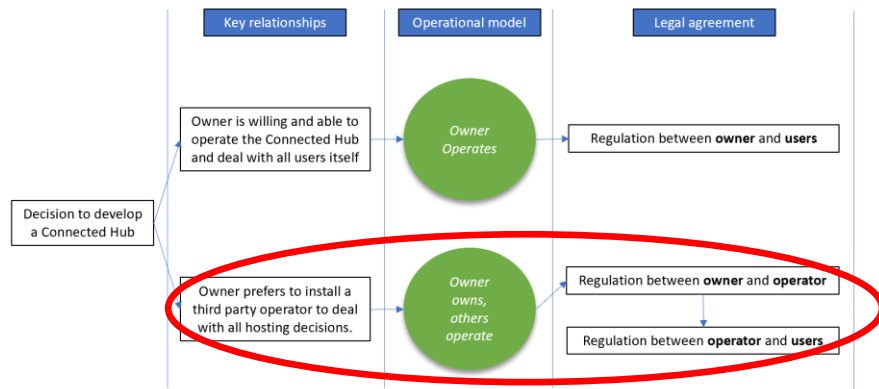 Key relationships
Operational model
Legal agreement
Owner is willing and able to
operate the Connected Hub
and deal with all users itself
Owner
Operates
Regulation between owner and users
Decision to develop
a Connected Hub
Owner prefers to install a
third party operator to deal
with all hosting decisions.
Owner
owns,
others
operate
Regulation between owner and operator
Regulation between operator and users